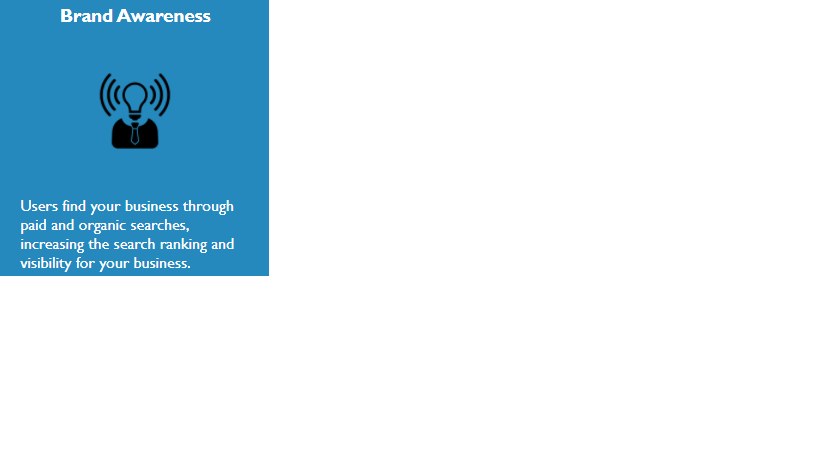 Brand Awareness
Users find your business through
paid and organic searches,
increasing the search ranking and
visibility for your business.